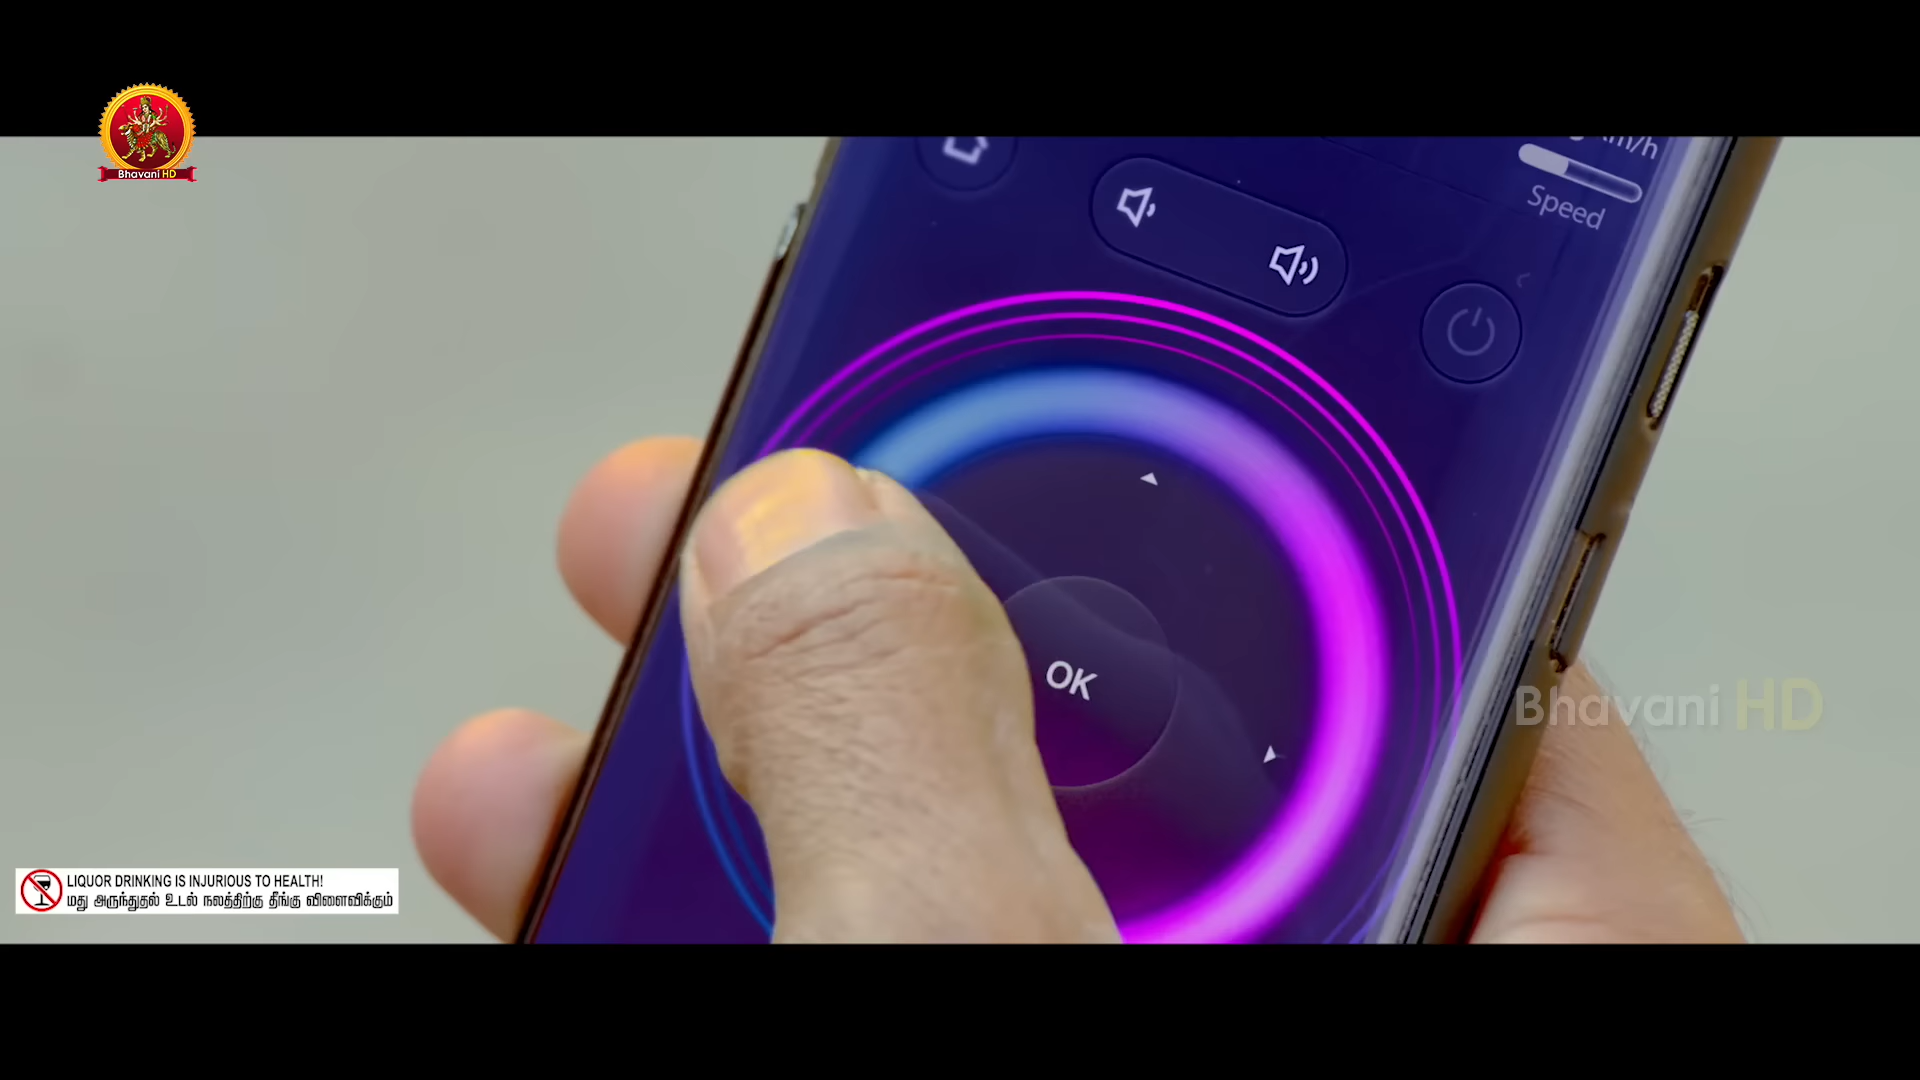 Bhavani HD
Speed
OK
Bhavani HD
LIQUOR DRINKING IS INJURIOUS TO HEALTH!
மது அருந்துதல் உடல் நலத்திற்கு தீங்கு விளைவிக்கும்